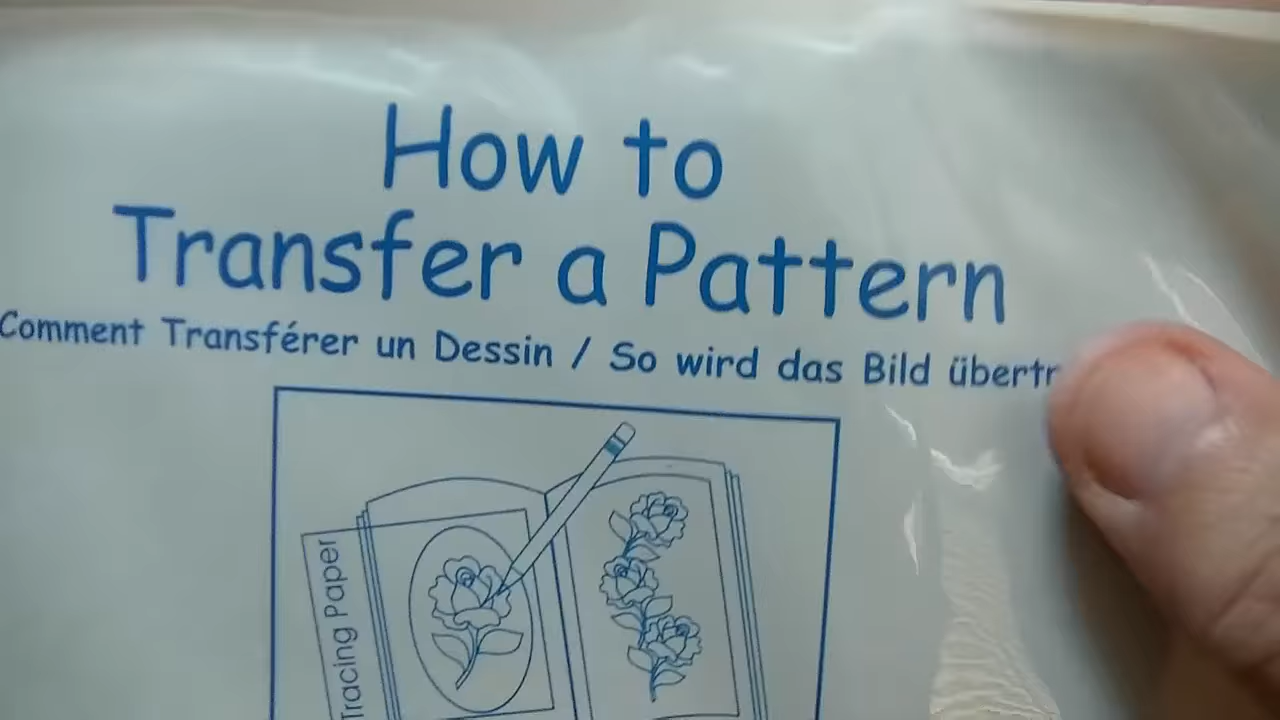 How to
Transfer a Pattern
Comment Transférer un Dessin / So wird das Bild
Tracing Paper